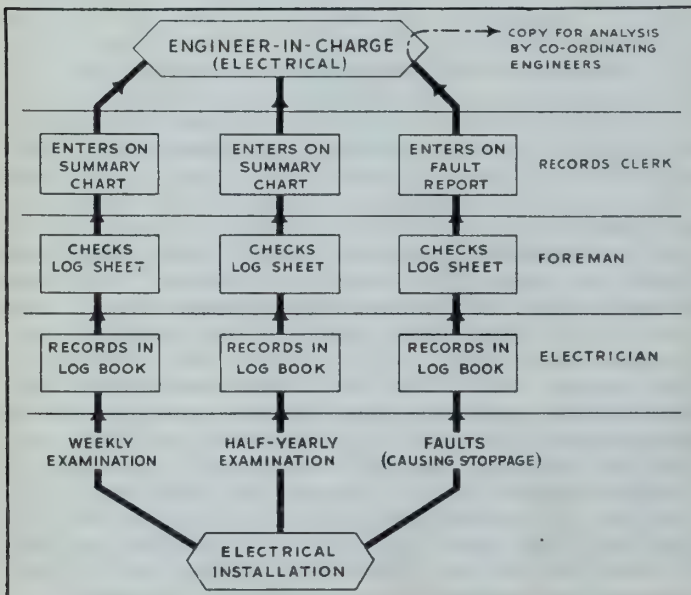 ENGINEER-IN-CHARGE
(ELECTRICAL)
COPY FOR ANALYSIS
BY CO-ORDINATING
ENGINEERS
ENTERS ON
SUMMARY
CHART
ENTERS ON
SUMMARY
CHART
ENTERS ON
FAULT
REPORT
RECORDS CLERK
CHECKS
LOG SHEET
CHECKS
LOG SHEET
CHECKS
LOG SHEET
FOREMAN
RECORDS IN
LOG BOOK
RECORDS IN
LOG BOOK
RECORDS IN
LOG BOOK
ELECTRICIAN
WEEKLY
EXAMINATION
HALF-YEARLY
EXAMINATION
FAULTS
(CAUSING STOPPAGE)
ELECTRICAL
INSTALLATION